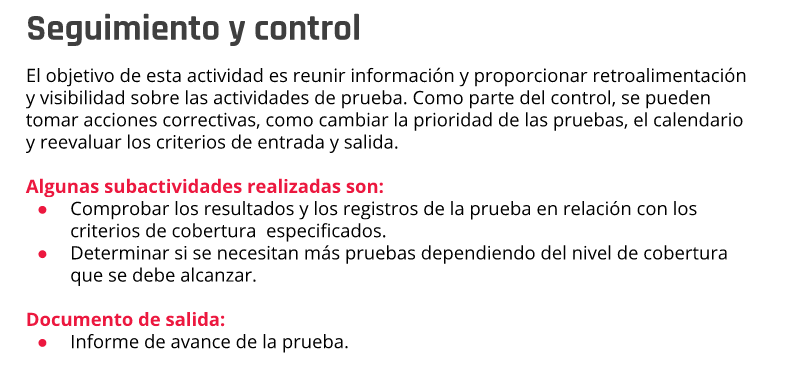 Seguimiento y control
El objetivo de esta actividad es reunir información y proporcionar retroalimentación
y visibilidad sobre las actividades de prueba. Como parte del control, se pueden
tomar acciones correctivas, como cambiar la prioridad de las pruebas, el calendario
y reevaluar los criterios de entrada y salida.
Algunas subactividades realizadas son:
● Comprobar los resultados y los registros de la prueba en relación con los
criterios de cobertura  especificados.
● Determinar si se necesitan más pruebas dependiendo del nivel de cobertura
que se debe alcanzar.
Documento de salida:
● Informe de avance de la prueba.